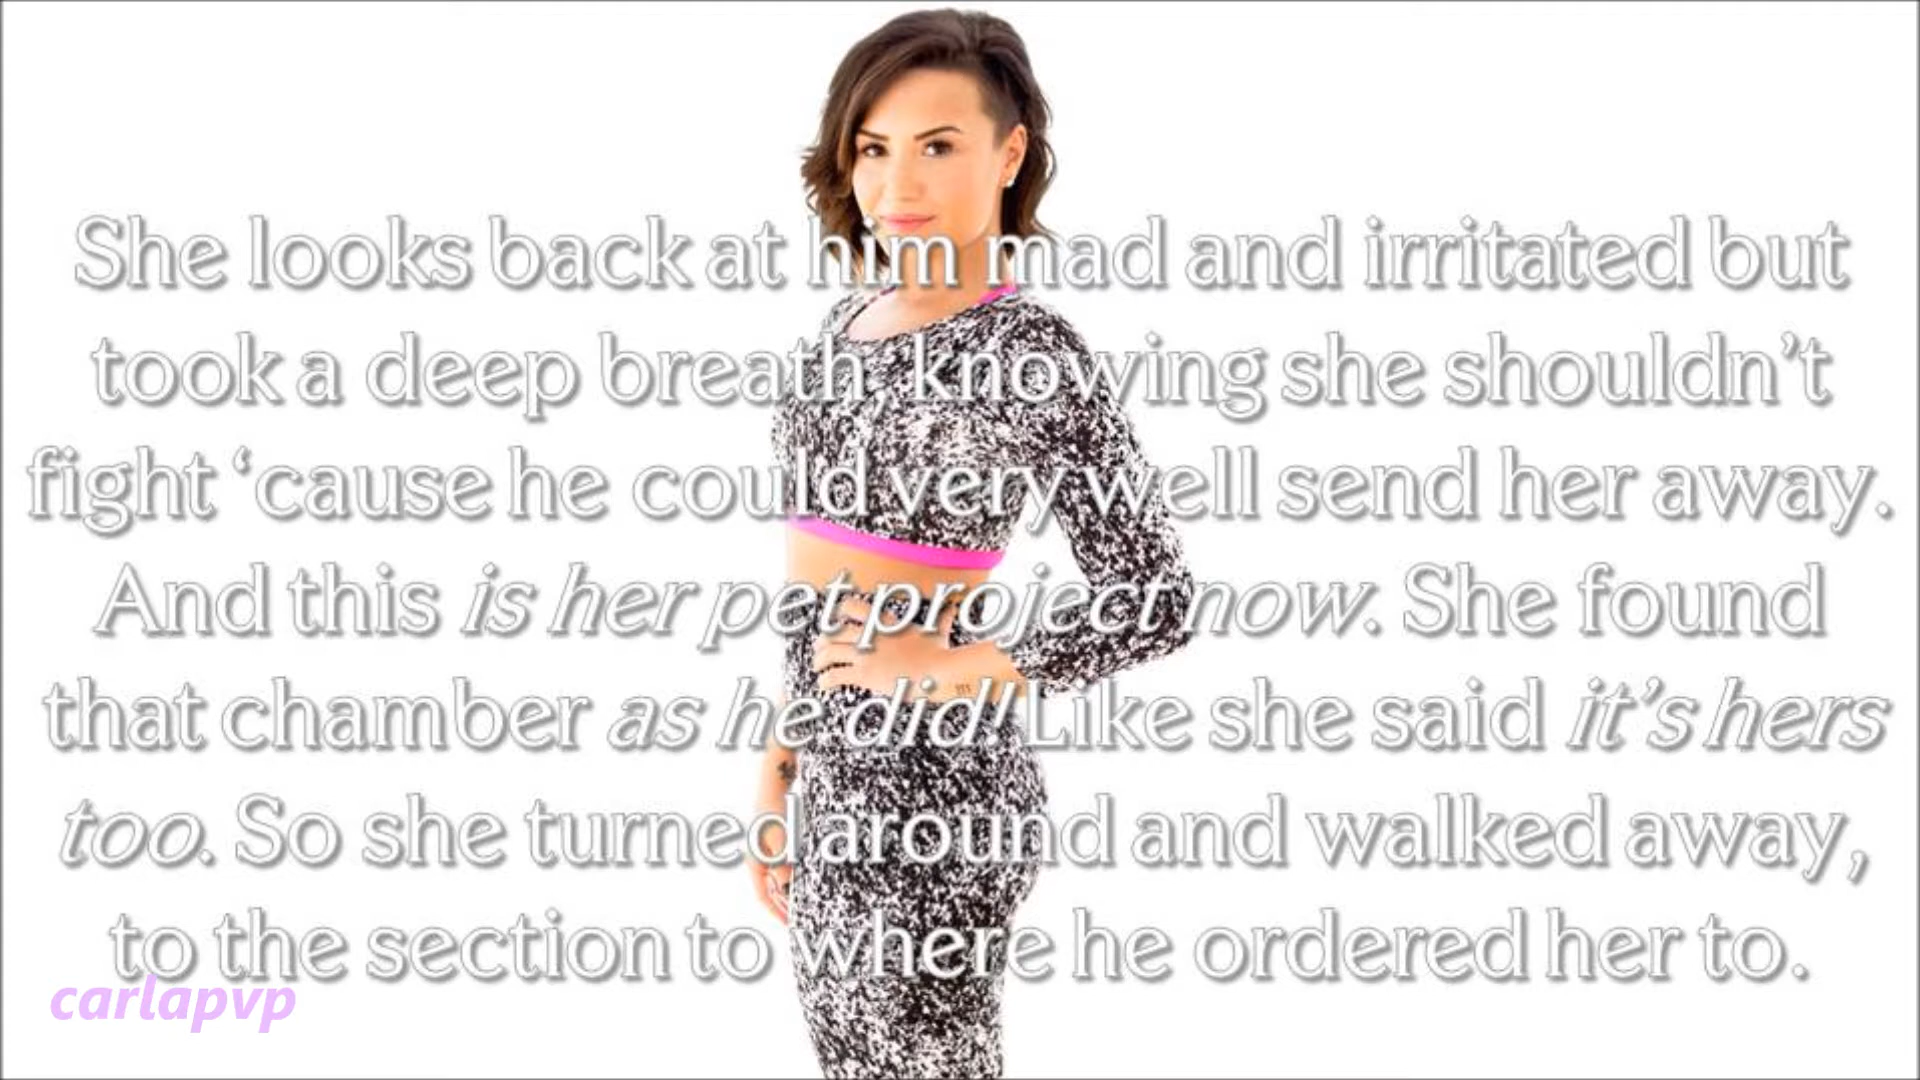 She looks back at him mad and irritated but
took a deep breath, knowing she shouldn’t
fight ‘cause he could very well send her away.
And this is her pet project now. She found
that chamber as he did! Like she said it’s hers
too. So she turned around and walked away,
to the section to where he ordered her to.
carlapvp